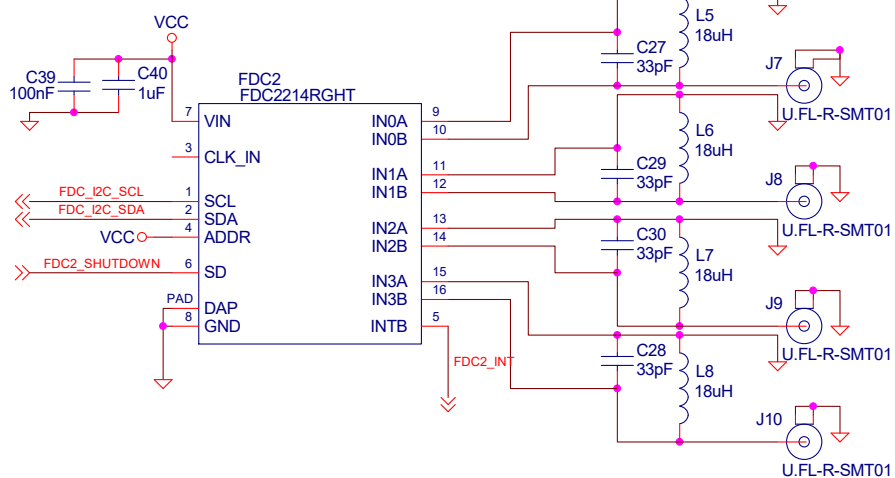 VCC
C39
100nF
C40
1uF
FDC2
FDC2214RGHT
7
VIN
3
CLK_IN
FDC_I2C_SCL
1
SCL
FDC_I2C_SDA
2
SDA
VCC
4
ADDR
FDC2_SHUTDOWN
6
SD
PAD
DAP
8
GND
IN0A
9
IN0B
10
IN1A
11
IN1B
12
IN2A
13
IN2B
14
IN3A
15
IN3B
16
INTB
5
FDC2_INT
L5
18uH
C27
33pF
J7
U.FL-R-SMT01
L6
18uH
C29
33pF
J8
U.FL-R-SMT01
C30
33pF
L7
18uH
J9
U.FL-R-SMT01
C28
33pF
L8
18uH
J10
U.FL-R-SMT01